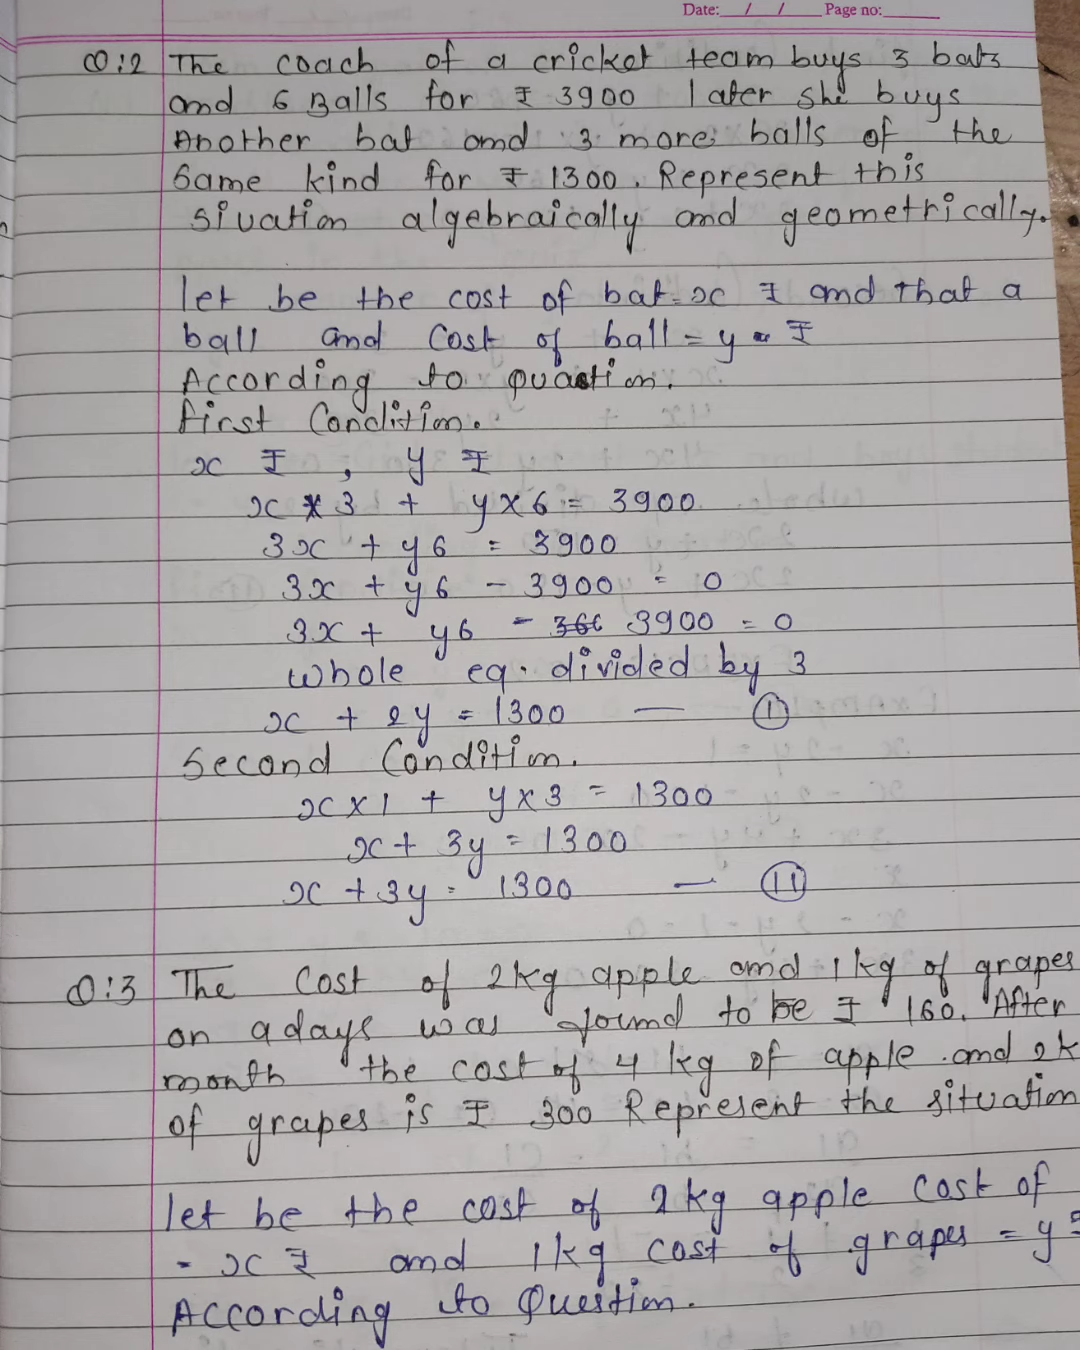 Date: / / Page no:
Q:2 The coach of a cricket team buys 3 bats
and 6 Balls for ₹ 3900 later she buys
Another bat and 3 more balls of the
Same kind for ₹ 1300. Represent this
sivation algebraically and geometrically.
let be the cost of bat = x ₹ and that a
ball and Cost of ball = y ₹
According to quastion.
first Condition.
x ₹ , y ₹
x × 3 + y × 6 = 3900
3x + y6 = 3900
3x + y6 - 3900 = 0
3x + y6 - 3900 = 0
Whole eq. divided by 3
x + 2y = 1300 — (I)
Second Condition.
x × 1 + y × 3 = 1300
x + 3y = 1300
x + 3y = 1300 — (II)
Q:3 The Cost of 2kg apple and 1kg of grapes
on a days was found to be ₹ 160. After
month the cost of 4 kg of apple and 2k
of grapes is ₹ 300 Represent the situation
let be the cost of 2kg apple cost of
= x ₹ and 1kg cost of grapes = y
According to Question.